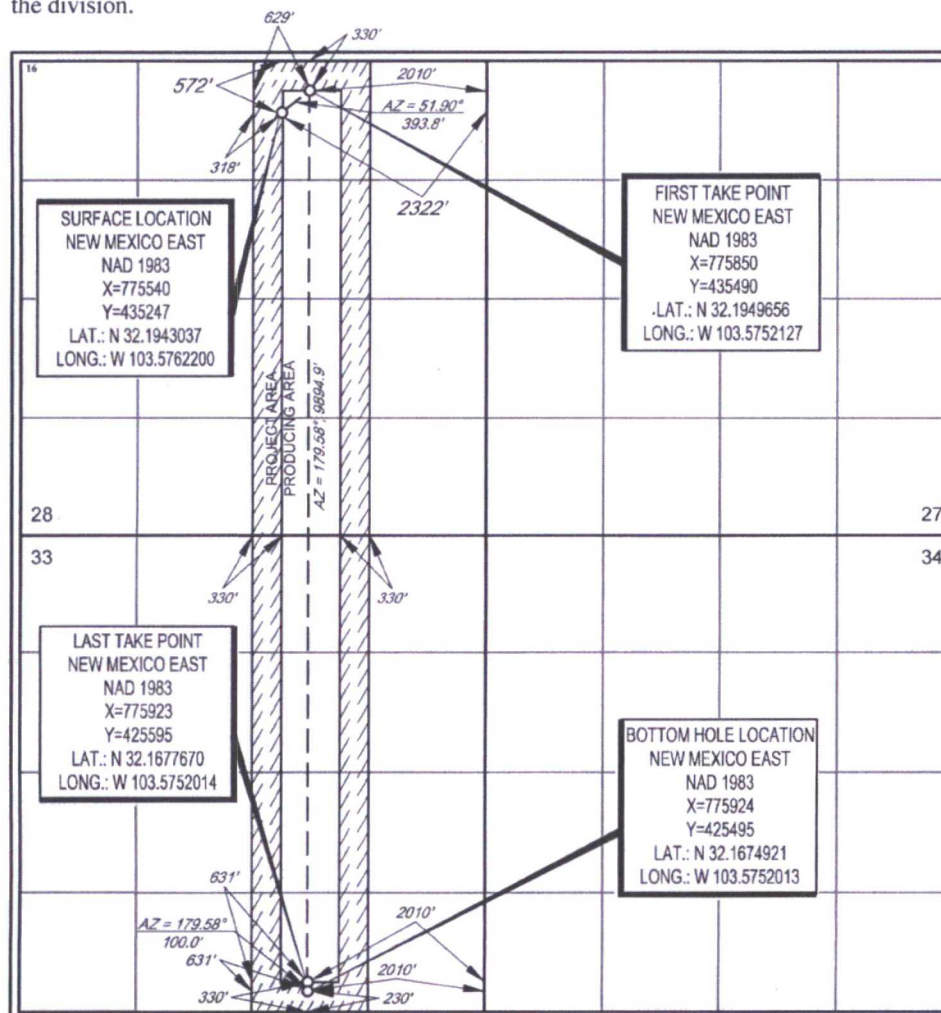 the division.
629'
330'
16
572'
2010'
AZ = 51.90°
393.8'
318'
2322'
SURFACE LOCATION
NEW MEXICO EAST
NAD 1983
X=775540
Y=435247
LAT.: N 32.1943037
LONG.: W 103.5762200
FIRST TAKE POINT
NEW MEXICO EAST
NAD 1983
X=775850
Y=435490
LAT.: N 32.1949656
LONG.: W 103.5752127
PROJECT AREA
PRODUCING AREA
AZ = 179.58°, 9894.9'
28
27
33
34
330'
330'
LAST TAKE POINT
NEW MEXICO EAST
NAD 1983
X=775923
Y=425595
LAT.: N 32.1677670
LONG.: W 103.5752014
BOTTOM HOLE LOCATION
NEW MEXICO EAST
NAD 1983
X=775924
Y=425495
LAT.: N 32.1674921
LONG.: W 103.5752013
631'
AZ = 179.58°
100.0'
2010'
631'
2010'
330'
230'